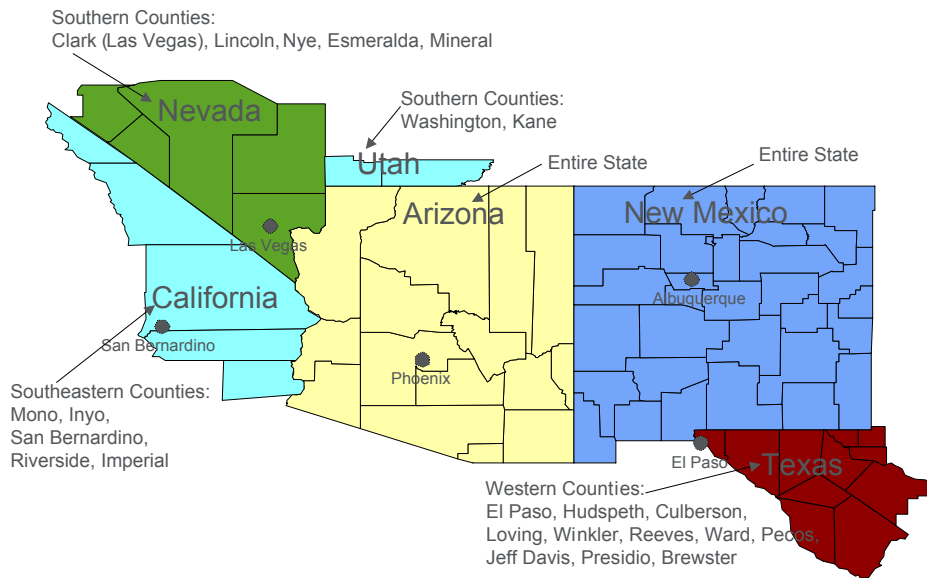 Southern Counties:
Clark (Las Vegas), Lincoln, Nye, Esmeralda, Mineral
Nevada
Southern Counties:
Washington, Kane
Utah
Entire State
Entire State
Arizona
New Mexico
Las Vegas
California
Albuquerque
San Bernardino
Phoenix
Southeastern Counties:
Mono, Inyo,
San Bernardino,
Riverside, Imperial
El Paso
Texas
Western Counties:
El Paso, Hudspeth, Culberson,
Loving, Winkler, Reeves, Ward, Pecos,
Jeff Davis, Presidio, Brewster